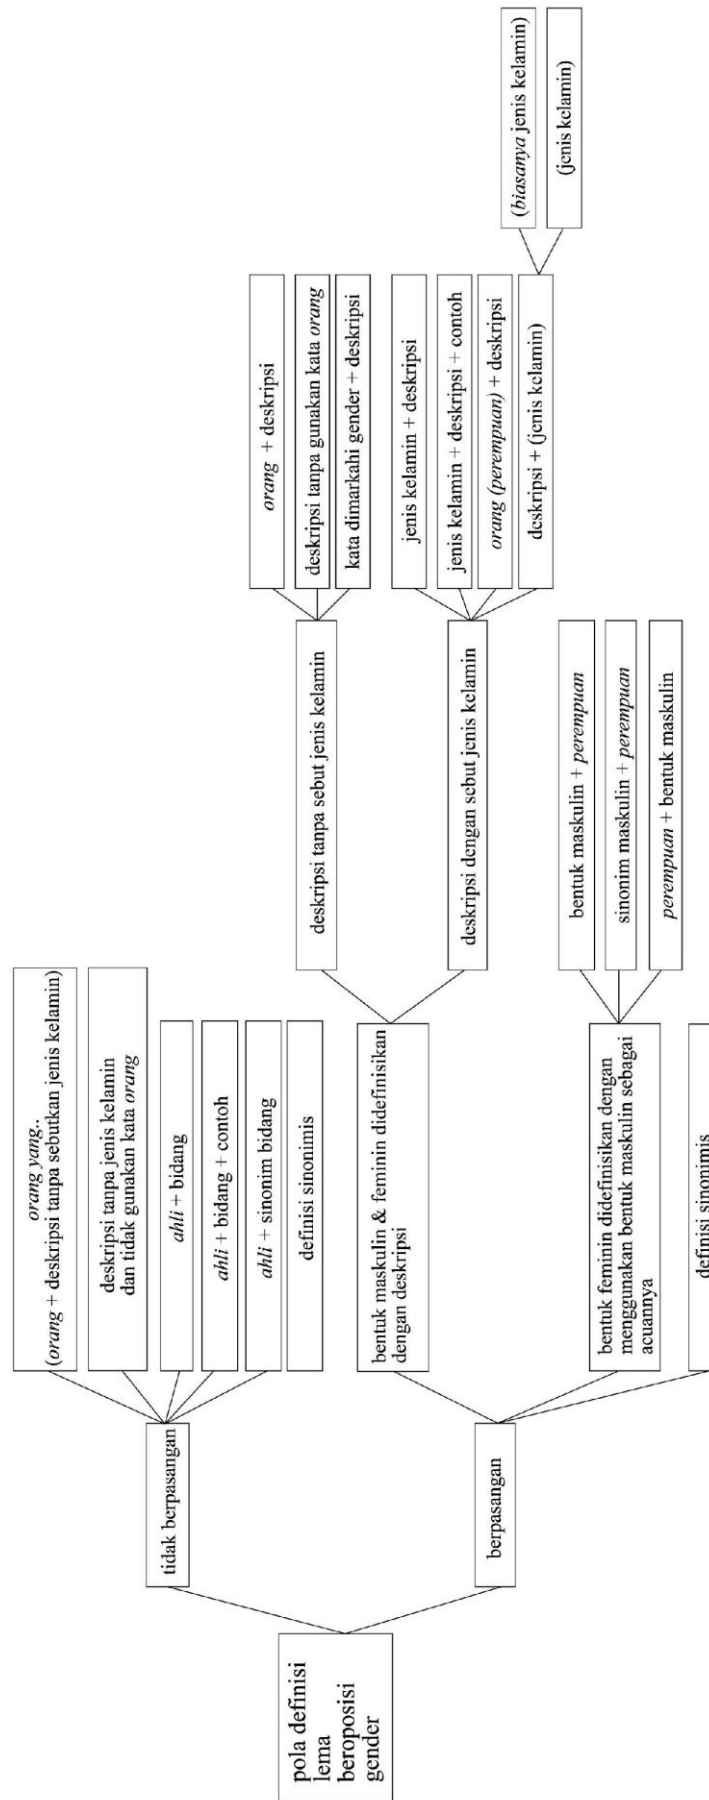 pola definisi
lema
beroposisi
gender
tidak berpasangan
orang yang..
(orang + deskripsi tanpa sebutkan jenis kelamin)
deskripsi tanpa jenis kelamin
dan tidak gunakan kata orang
ahli + bidang
ahli + bidang + contoh
ahli + sinonim bidang
definisi sinonimis
berpasangan
bentuk maskulin & feminin didefinisikan
dengan deskripsi
deskripsi tanpa sebut jenis kelamin
orang + deskripsi
deskripsi tanpa gunakan kata orang
kata dimarkahi gender + deskripsi
deskripsi dengan sebut jenis kelamin
jenis kelamin + deskripsi
jenis kelamin + deskripsi + contoh
orang (perempuan) + deskripsi
deskripsi + (jenis kelamin)
(biasanya jenis kelamin)
(jenis kelamin)
bentuk feminin didefinisikan dengan
menggunakan bentuk maskulin sebagai
acuannya
bentuk maskulin + perempuan
sinonim maskulin + perempuan
perempuan + bentuk maskulin
definisi sinonimis